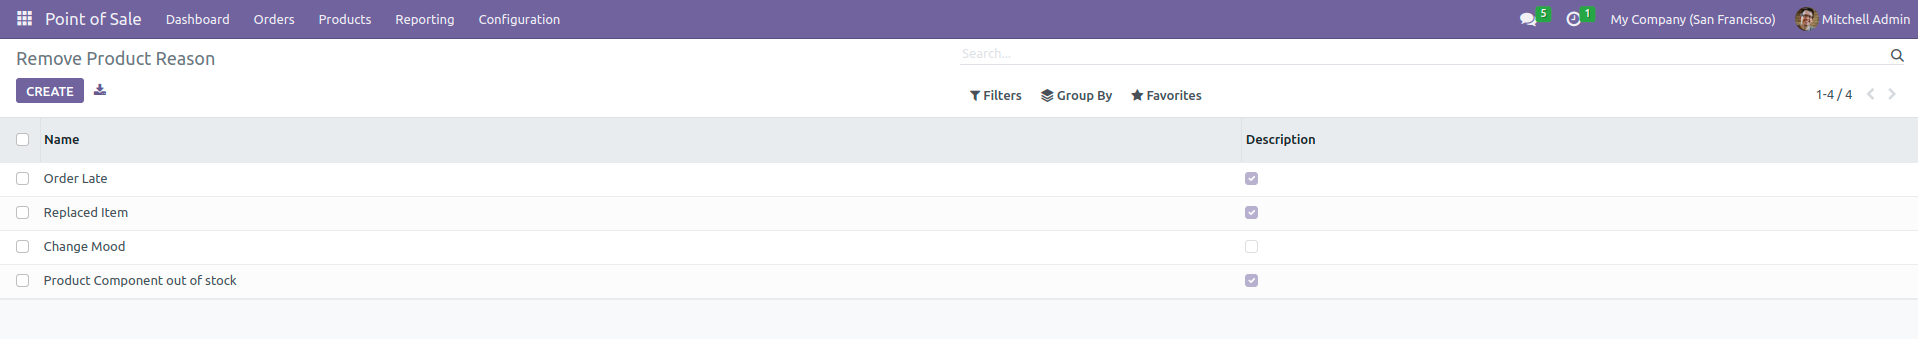 Point of Sale Dashboard Orders Products Reporting Configuration 5 1 My Company (San Francisco) Mitchell Admin
Remove Product Reason Search...
CREATE Filters Group By Favorites 1-4 / 4
Name Description
Order Late
Replaced Item
Change Mood
Product Component out of stock